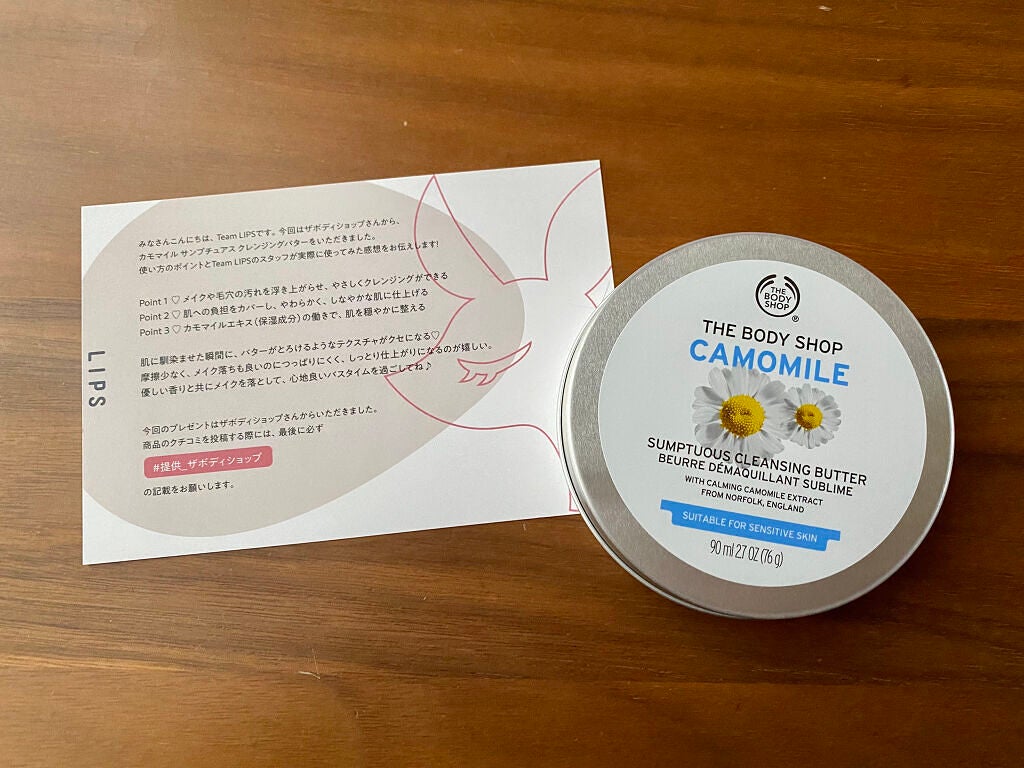 みなさんこんにちは、Team LIPSです。今回はザボディショップさんから、
カモマイル サンプチュアス クレンジングバターをいただきました。
使い方のポイントとTeam LIPSのスタッフが実際に使ってみた感想をお伝えします!
Point 1 ♡ メイクや毛穴の汚れを浮き上がらせ、やさしくクレンジングができる
Point 2 ♡ 肌への負担をカバーし、やわらかく、しなやかな肌に仕上げる
Point 3 ♡ カモマイルエキス(保湿成分)の働きで、肌を穏やかに整える
肌に馴染ませた瞬間に、バターがとろけるようなテクスチャがクセになる♡
摩擦少なく、メイク落ちも良いのにつっぱりにくく、しっとり仕上がりになるのが嬉しい。
優しい香りと共にメイクを落として、心地良いバスタイムを過ごしてね♪
今回のプレゼントはザボディショップさんからいただきました。
商品のクチコミを投稿する際には、最後に必ず
#提供_ザボディショップ
の記載をお願いします。
LIPS
THE
BODY
SHOP
®
THE BODY SHOP
CAMOMILE
SUMPTUOUS CLEANSING BUTTER
BEURRE DÉMAQUILLANT SUBLIME
WITH CALMING CAMOMILE EXTRACT
FROM NORFOLK, ENGLAND
SUITABLE FOR SENSITIVE SKIN
90 ml 2.7 OZ (76 g)